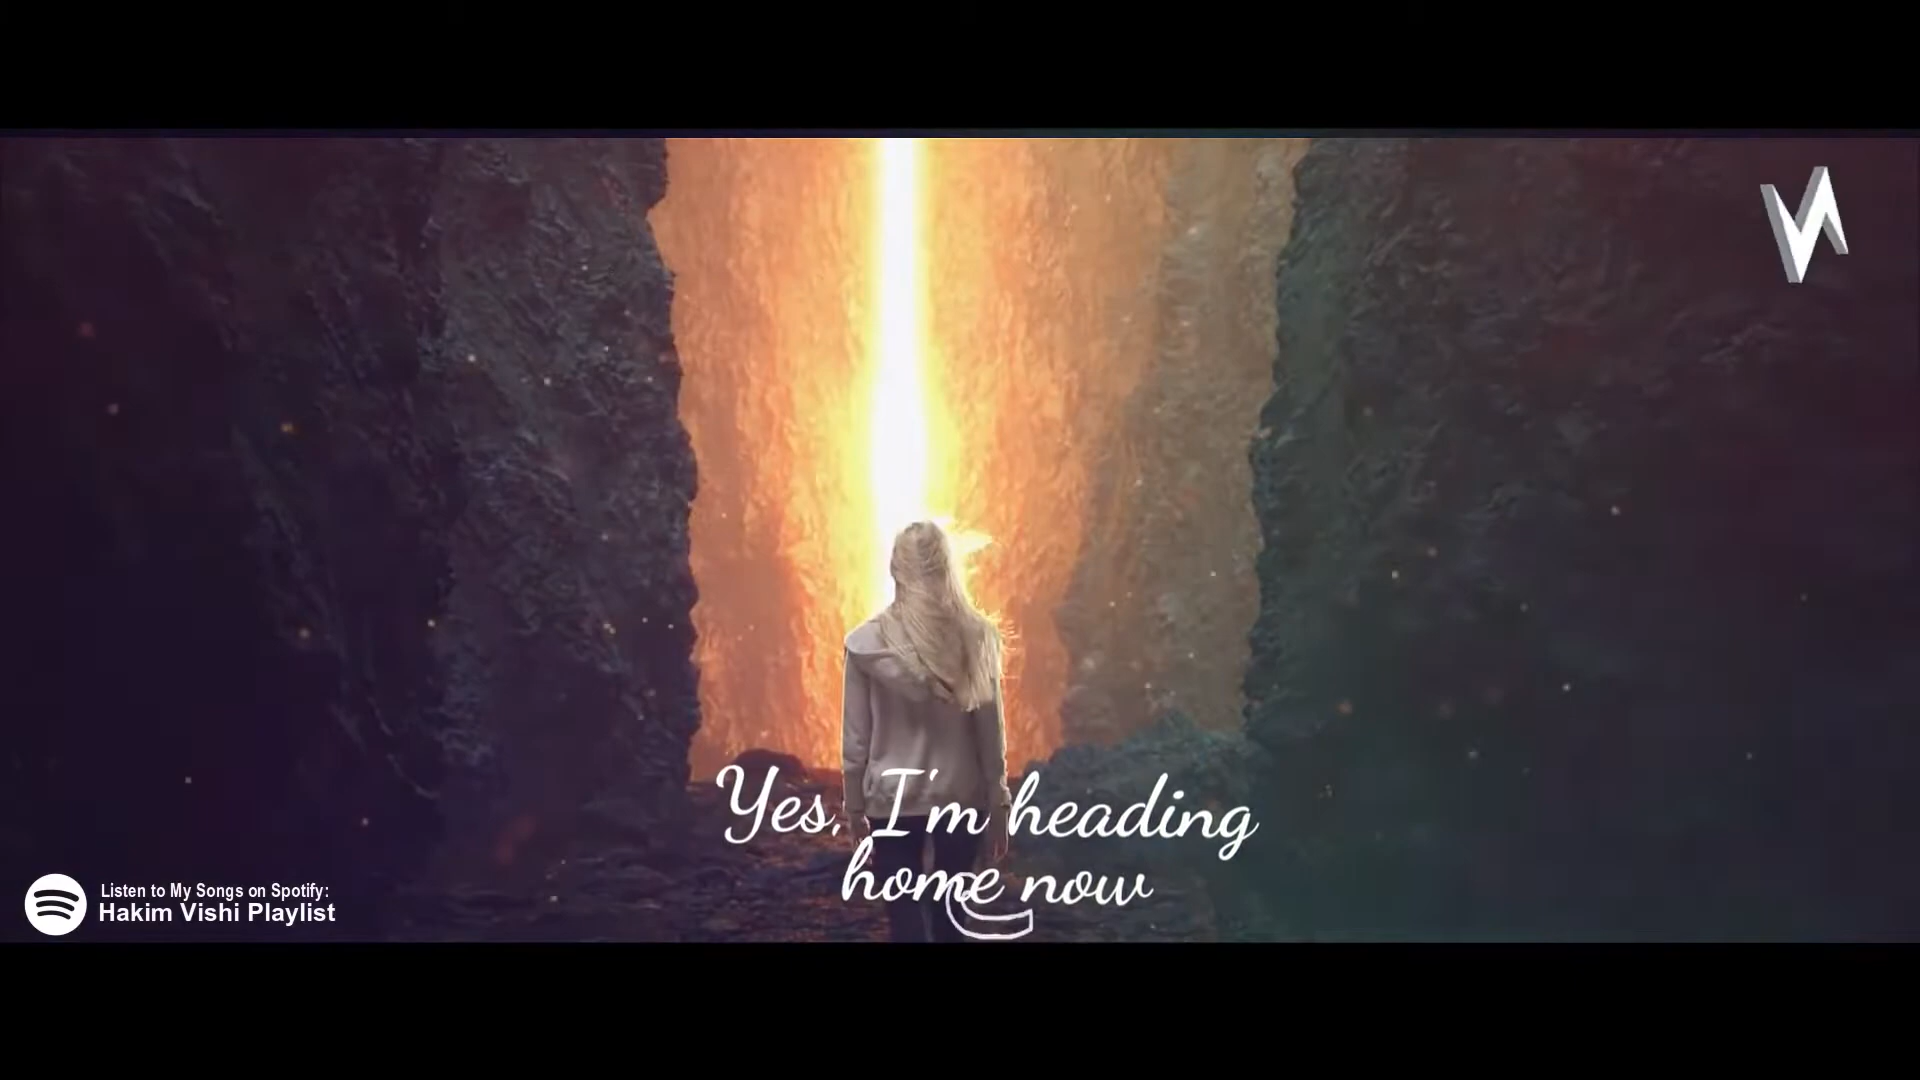 Yes, I'm heading
home now
Listen to My Songs on Spotify:
Hakim Vishi Playlist